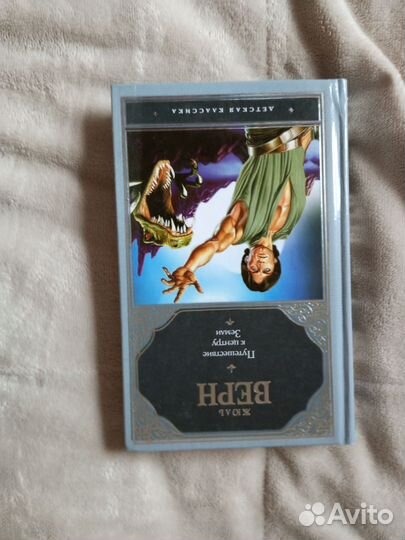 ЖЮЛЬ
ВЕРН
Путешествие
к центру
Земли
ДЕТСКАЯ КЛАССИКА
Avito